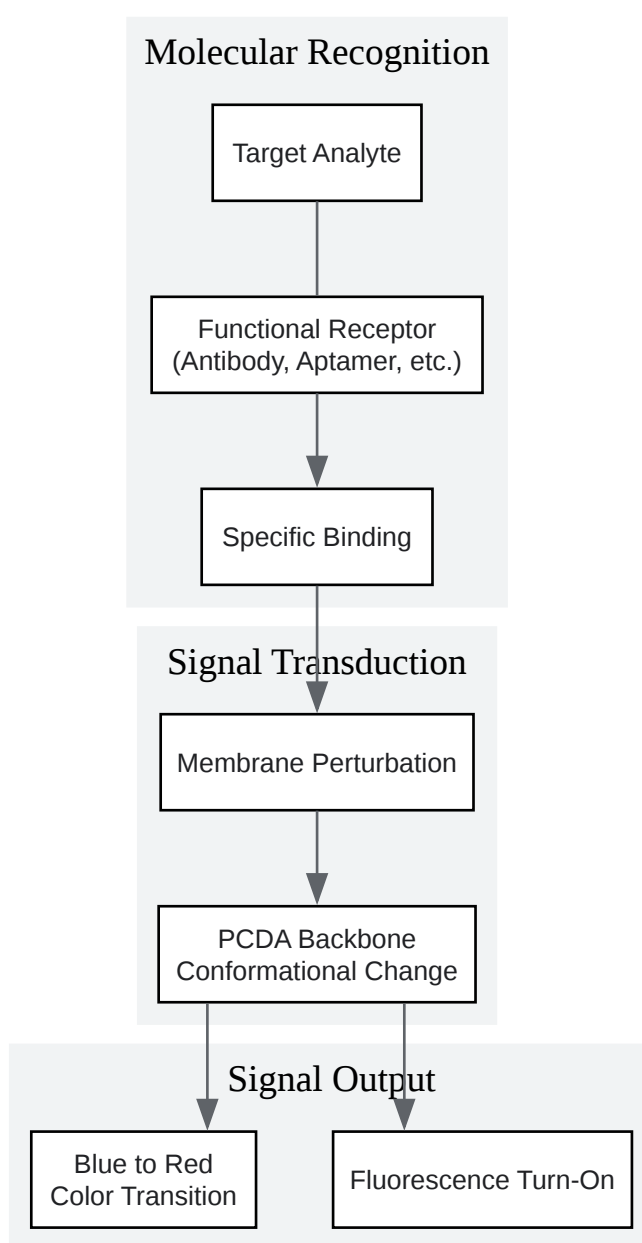 Molecular Recognition
Target Analyte
Functional Receptor
(Antibody, Aptamer, etc.)
Specific Binding
Signal Transduction
Membrane Perturbation
PCDA Backbone
Conformational Change
Signal Output
Blue to Red
Color Transition
Fluorescence Turn-On